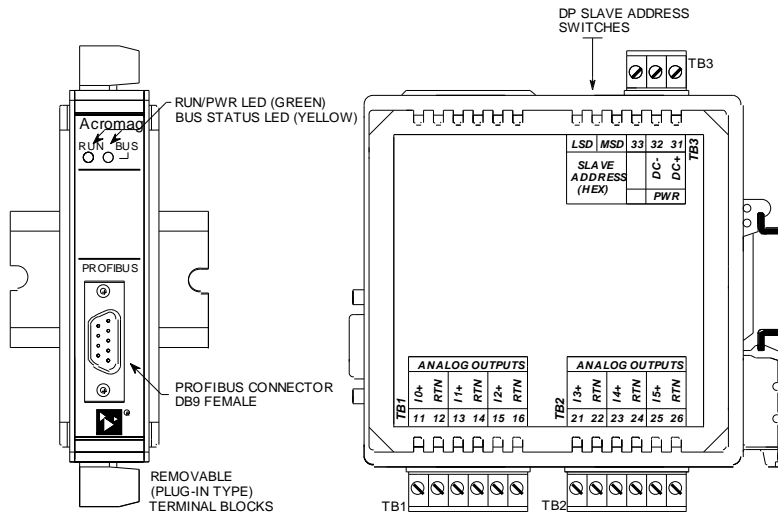 DP SLAVE ADDRESS
SWITCHES
TB3
RUN/PWR LED (GREEN)
BUS STATUS LED (YELLOW)
Acromag
RUN BUS
LSD MSD 33 32 31
TB3
SLAVE
ADDRESS
(HEX)
DC- DC+
PWR
PROFIBUS
PROFIBUS CONNECTOR
DB9 FEMALE
ANALOG OUTPUTS
I0+ RTN I1+ RTN I2+ RTN
11 12 13 14 15 16
TB1
ANALOG OUTPUTS
I3+ RTN I4+ RTN I5+ RTN
21 22 23 24 25 26
TB2
REMOVABLE
(PLUG-IN TYPE)
TERMINAL BLOCKS
TB1
TB2